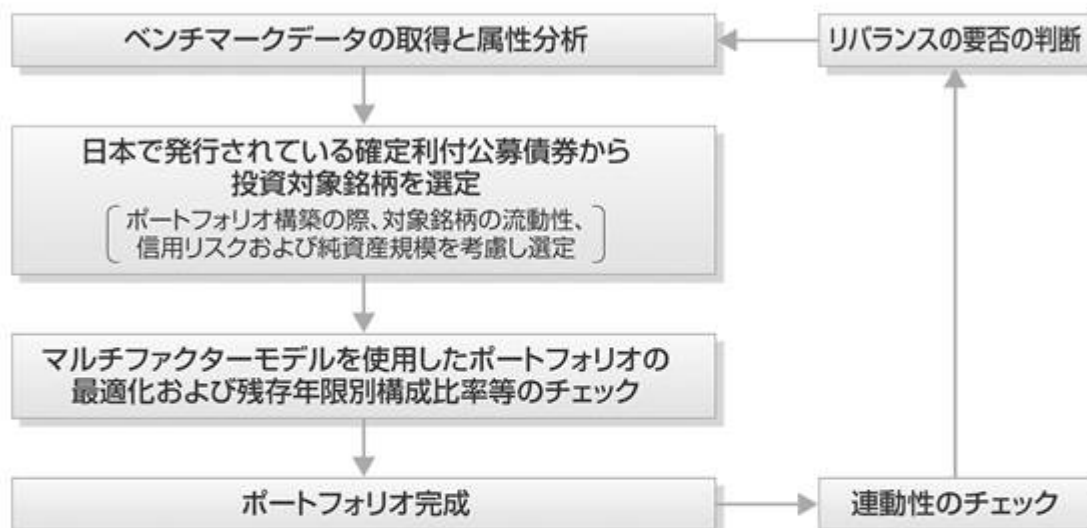 ベンチマークデータの取得と属性分析
リバランスの要否の判断
日本で発行されている確定利付公募債券から
投資対象銘柄を選定
ポートフォリオ構築の際、対象銘柄の流動性、
信用リスクおよび純資産規模を考慮し選定
マルチファクターモデルを使用したポートフォリオの
最適化および残存年限別構成比率等のチェック
ポートフォリオ完成
連動性のチェック